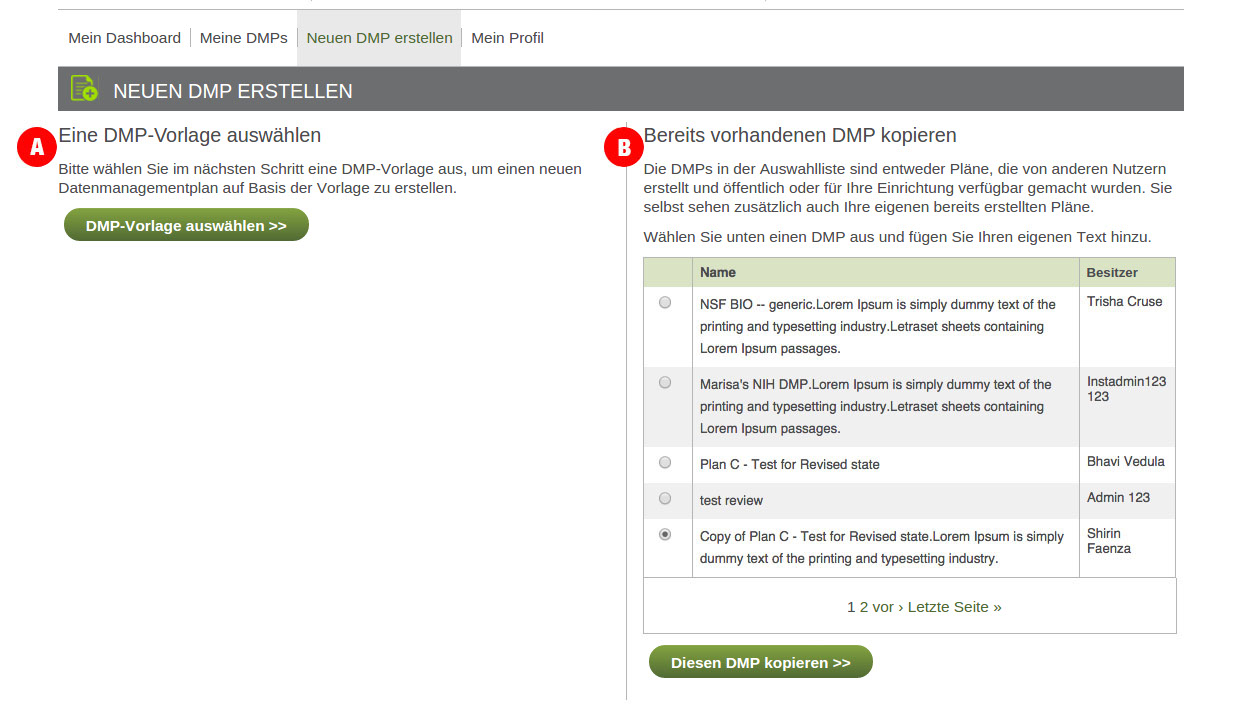 Mein Dashboard Meine DMPs Neuen DMP erstellen Mein Profil
NEUEN DMP ERSTELLEN
A
Eine DMP-Vorlage auswählen
Bitte wählen Sie im nächsten Schritt eine DMP-Vorlage aus, um einen neuen
Datenmanagementplan auf Basis der Vorlage zu erstellen.
DMP-Vorlage auswählen >>
B
Bereits vorhandenen DMP kopieren
Die DMPs in der Auswahlliste sind entweder Pläne, die von anderen Nutzern
erstellt und öffentlich oder für Ihre Einrichtung verfügbar gemacht wurden. Sie
selbst sehen zusätzlich auch Ihre eigenen bereits erstellten Pläne.
Wählen Sie unten einen DMP aus und fügen Sie Ihren eigenen Text hinzu.
Name Besitzer
NSF BIO -- generic.Lorem Ipsum is simply dummy text of the
printing and typesetting industry.Letraset sheets containing
Lorem Ipsum passages.
Trisha Cruse
Marisa's NIH DMP.Lorem Ipsum is simply dummy text of the
printing and typesetting industry.Letraset sheets containing
Lorem Ipsum passages.
Instadmin123
123
Plan C - Test for Revised state
Bhavi Vedula
test review
Admin 123
Copy of Plan C - Test for Revised state.Lorem Ipsum is simply
dummy text of the printing and typesetting industry.
Shirin
Faenza
1 2 vor › Letzte Seite »
Diesen DMP kopieren >>